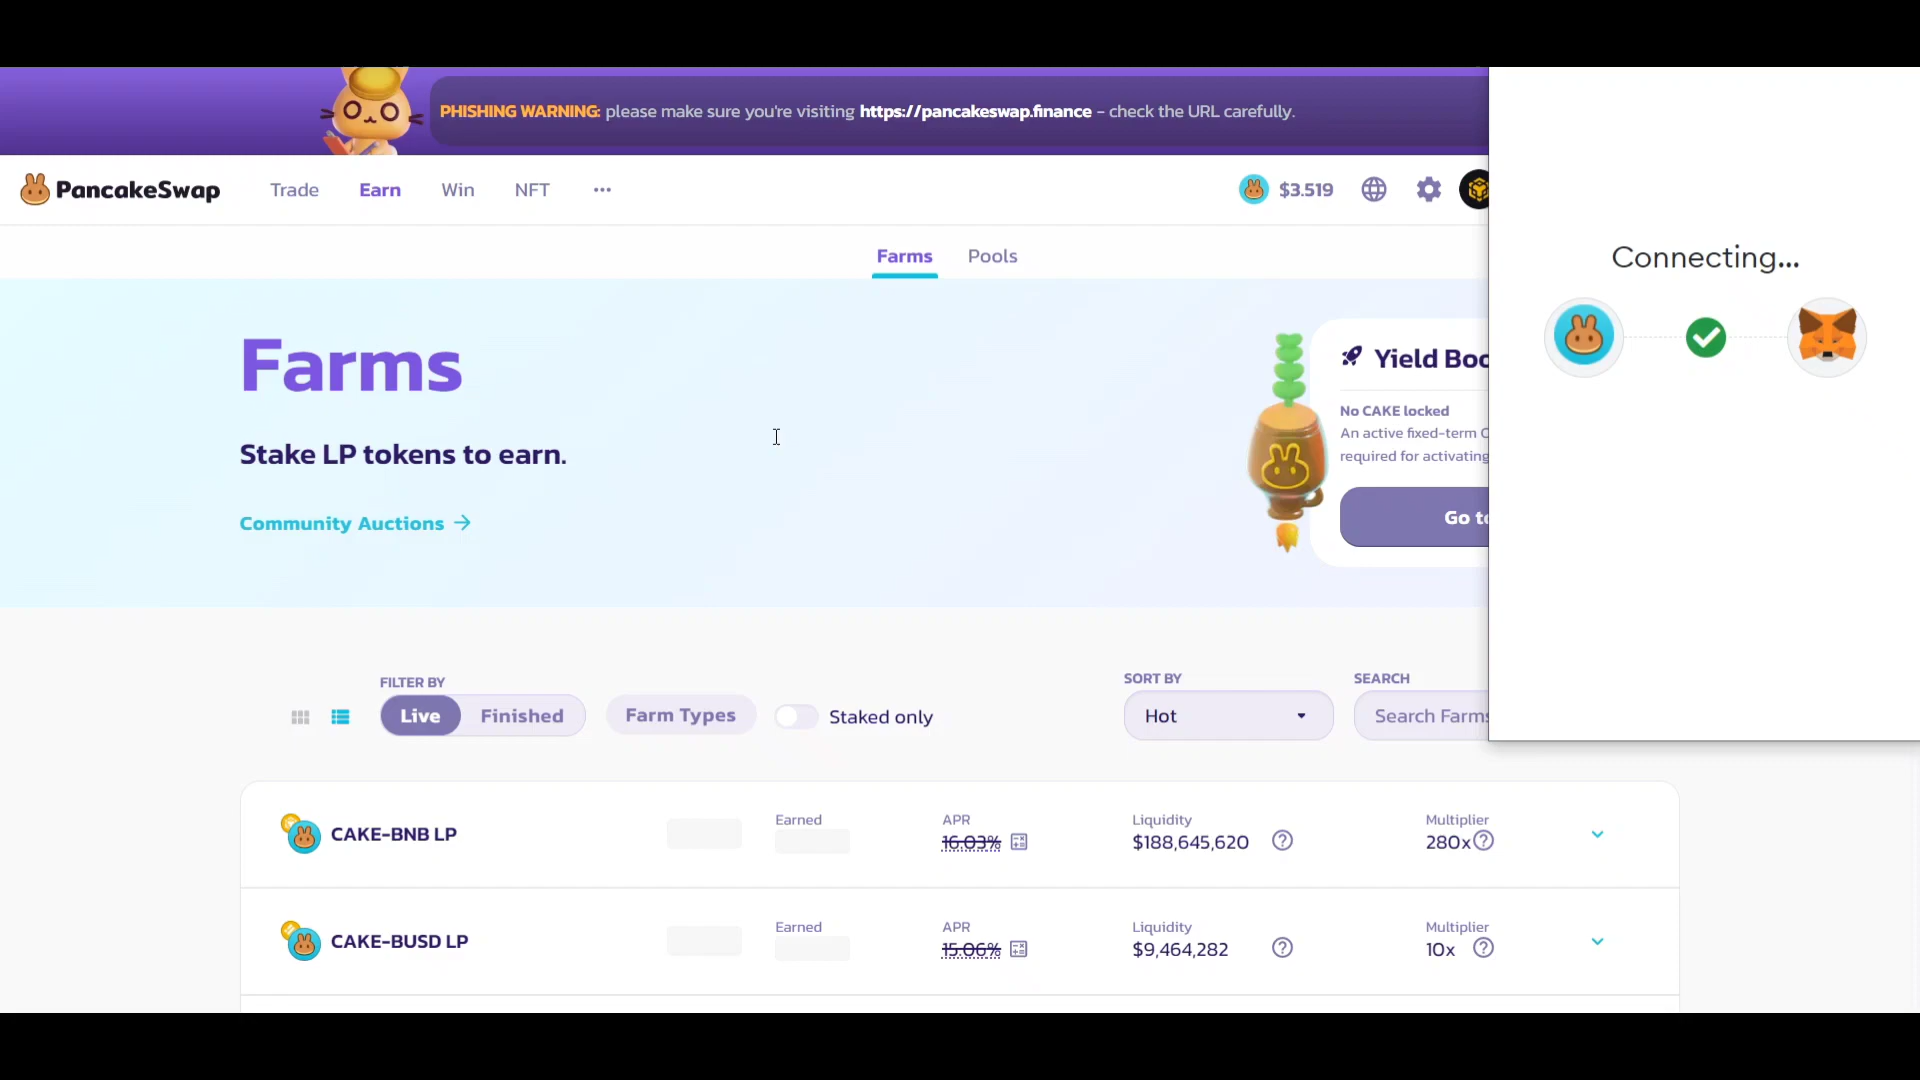 PHISHING WARNING: please make sure you're visiting https://pancakeswap.finance - check the URL carefully.
PancakeSwap Trade Earn Win NFT ... $3.519
Farms Pools
Connecting...
Farms
Stake LP tokens to earn.
Community Auctions →
Yield Boo
No CAKE locked
An active fixed-term C
required for activating
Go to
FILTER BY
Live Finished Farm Types Staked only
SORT BY
Hot
SEARCH
Search Farms
CAKE-BNB LP
Earned
APR
16.03%
Liquidity
$188,645,620
Multiplier
280x
CAKE-BUSD LP
Earned
APR
15.06%
Liquidity
$9,464,282
Multiplier
10x